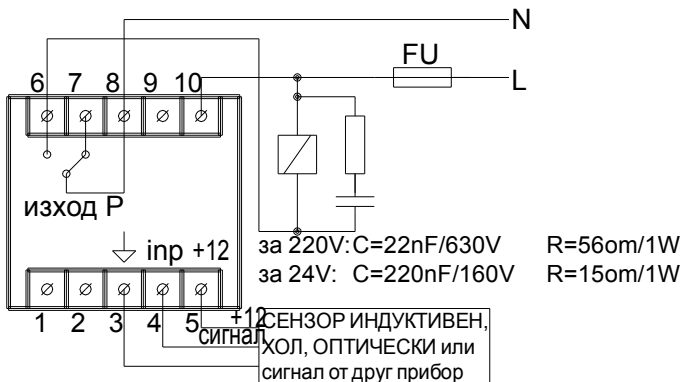 N
FU
L
6 7 8 9 10
изход P
inp +12
за 220V: C=22nF/630V R=56om/1W
за 24V: C=220nF/160V R=15om/1W
1 2 3 4 5
+12
сигнал
СЕНЗОР ИНДУКТИВЕН,
ХОЛ, ОПТИЧЕСКИ или
сигнал от друг прибор